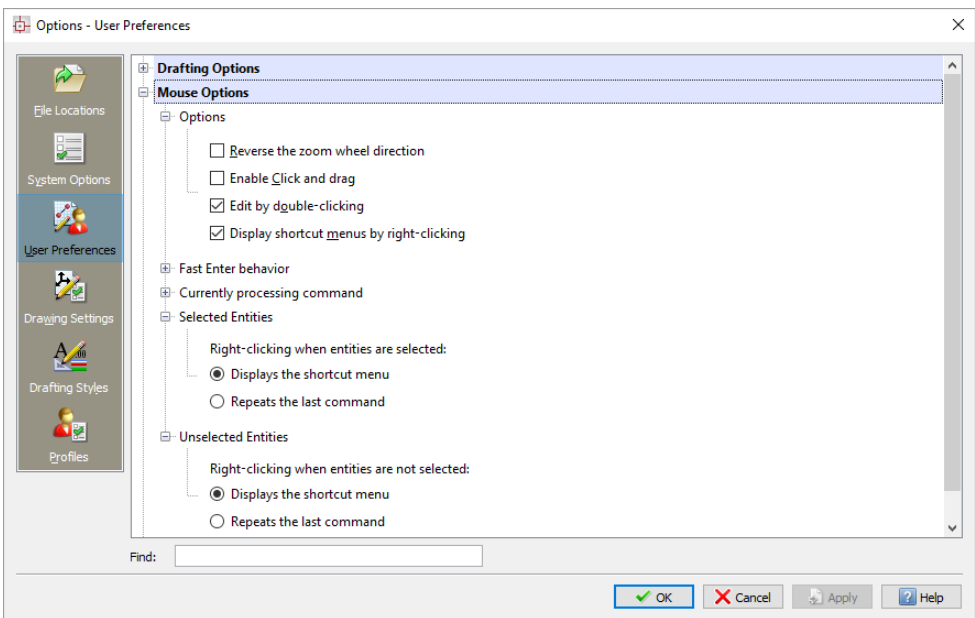 Options - User Preferences
File Locations
System Options
User Preferences
Drawing Settings
Drafting Styles
Profiles
Drafting Options
Mouse Options
Options
Reverse the zoom wheel direction
Enable Click and drag
Edit by double-clicking
Display shortcut menus by right-clicking
Fast Enter behavior
Currently processing command
Selected Entities
Right-clicking when entities are selected:
Displays the shortcut menu
Repeats the last command
Unselected Entities
Right-clicking when entities are not selected:
Displays the shortcut menu
Repeats the last command
Find:
OK
Cancel
Apply
Help